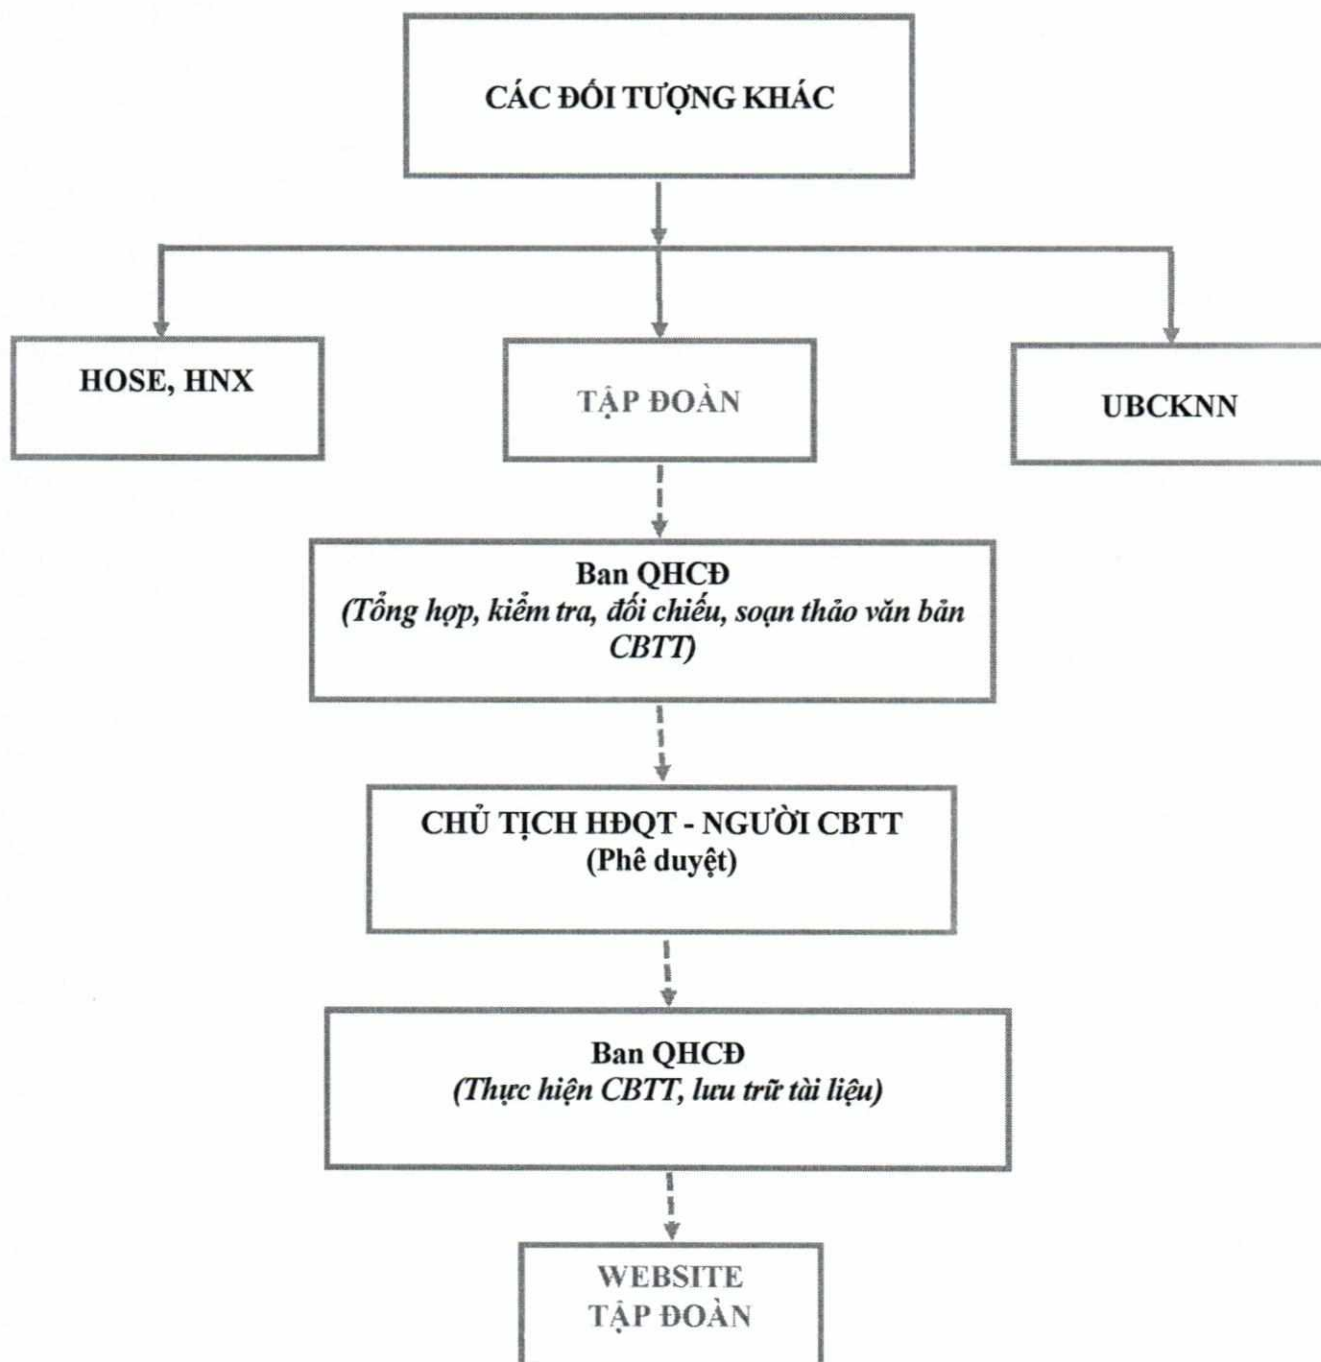 CÁC ĐỐI TƯỢNG KHÁC
HOSE, HNX
TẬP ĐOÀN
UBCKNN
Ban QHCĐ
(Tổng hợp, kiểm tra, đối chiếu, soạn thảo văn bản
CBTT)
CHỦ TỊCH HĐQT - NGƯỜI CBTT
(Phê duyệt)
Ban QHCĐ
(Thực hiện CBTT, lưu trữ tài liệu)
WEBSITE
TẬP ĐOÀN